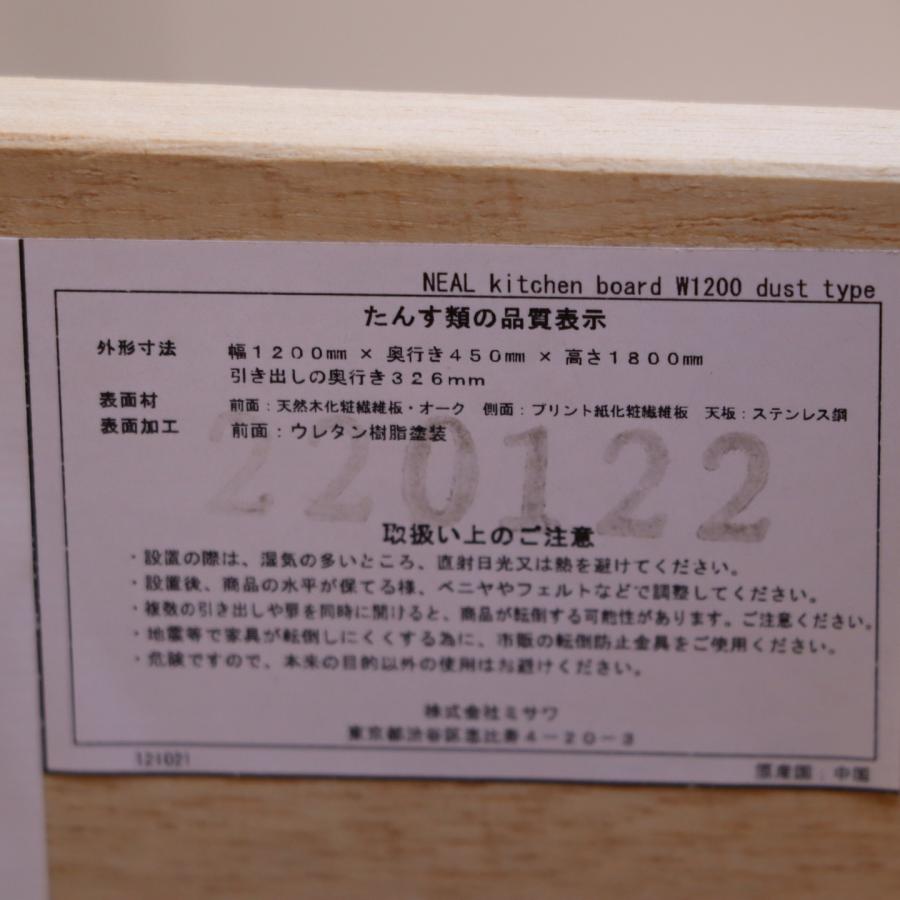 NEAL kitchen board W1200 dust type
たんす類の品質表示
外形寸法 幅1200㎜ × 奥行き450㎜ × 高さ1800㎜
引き出しの奥行き326mm
表面材 前面：天然木化粧繊維板・オーク 側面：プリント紙化粧繊維板 天板：ステンレス鋼
表面加工 前面：ウレタン樹脂塗装
220122
取扱い上のご注意
・設置の際は、湿気の多いところ、直射日光又は熱を避けてください。
・設置後、商品の水平が保てる様、ベニヤやフェルトなどで調整してください。
・複数の引き出しや扉を同時に開けると、商品が転倒する可能性があります。ご注意ください。
・地震等で家具が転倒しにくくする為に、市販の転倒防止金具をご使用ください。
・危険ですので、本来の目的以外の使用はお避けください。
株式会社ミサワ
東京都渋谷区恵比寿4－20－3
121021
原産国：中国